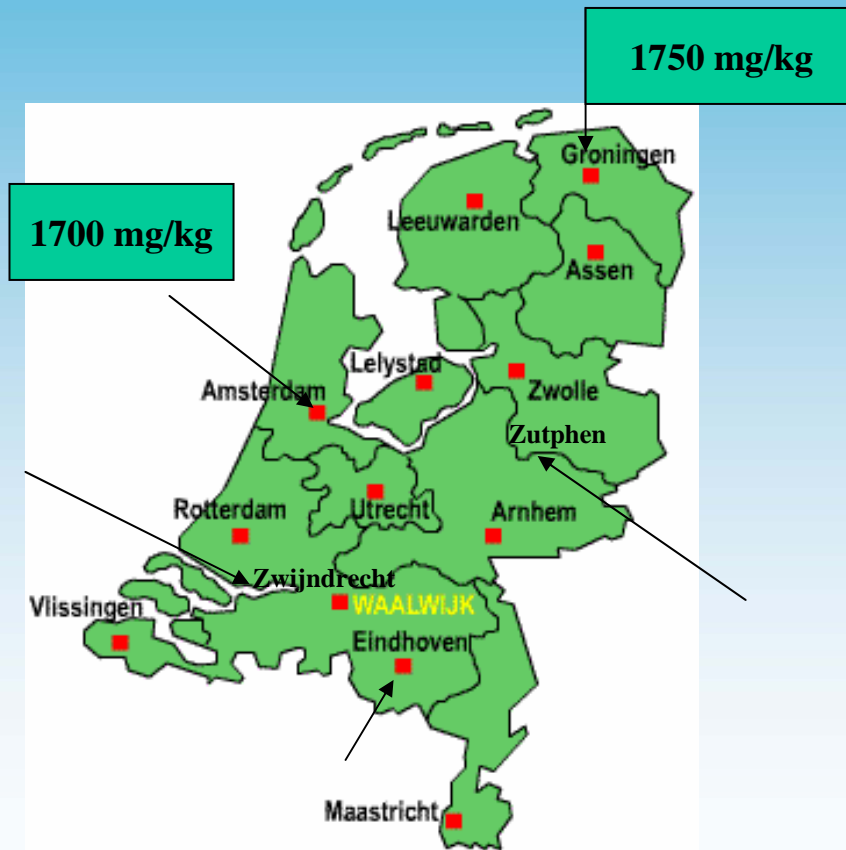 1750 mg/kg
Groningen
1700 mg/kg
Leeuwarden
Assen
Lelystad
Amsterdam
Zwolle
Zutphen
Rotterdam
Utrecht
Arnhem
Zwijndrecht
Vlissingen
WAALWIJK
Eindhoven
Maastricht